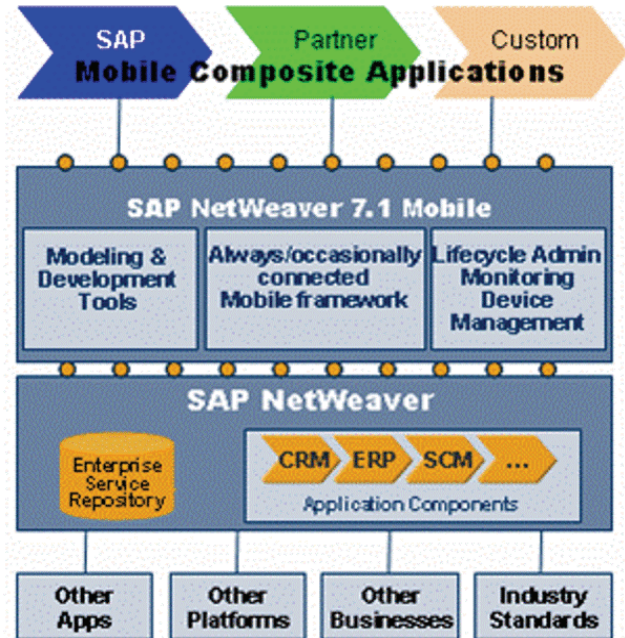 SAP
Partner
Custom
Mobile Composite Applications
SAP NetWeaver 7.1 Mobile
Modeling &
Development
Tools
Always/occasionally
connected
Mobile framework
Lifecycle Admin
Monitoring
Device
Management
SAP NetWeaver
Enterprise
Service
Repository
CRM
ERP
SCM
...
Application Components
Other
Apps
Other
Platforms
Other
Businesses
Industry
Standards